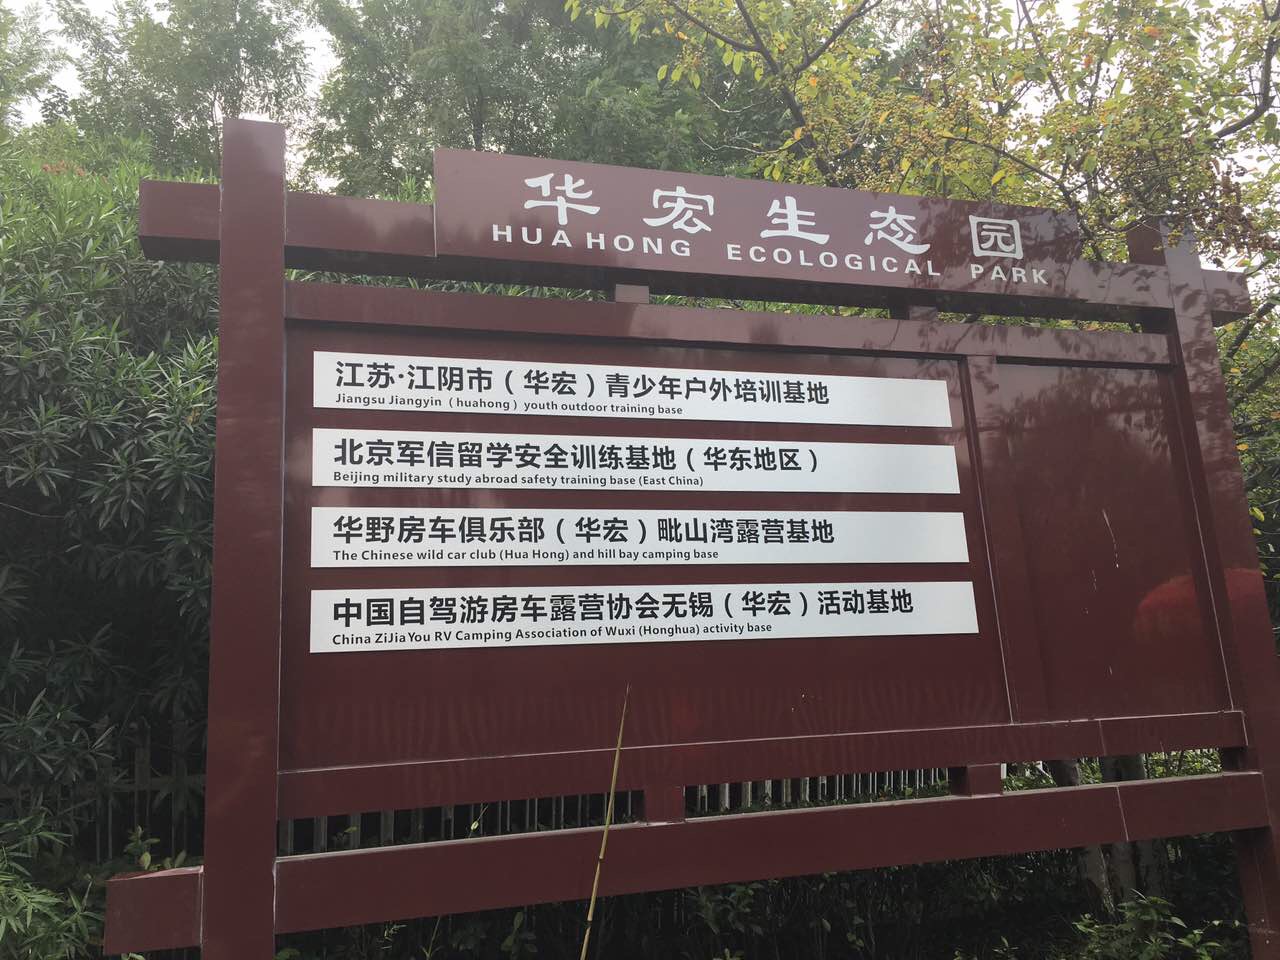 华宏生态园
HUA HONG ECOLOGICAL PARK
江苏·江阴市（华宏）青少年户外培训基地
Jiangsu Jiangyin （huahong）youth outdoor training base
北京军信留学安全训练基地（华东地区）
Beijing military study abroad safety training base (East China)
华野房车俱乐部（华宏）毗山湾露营基地
The Chinese wild car club (Hua Hong) and hill bay camping base
中国自驾游房车露营协会无锡（华宏）活动基地
China ZiJia You RV Camping Association of Wuxi (Honghua) activity base